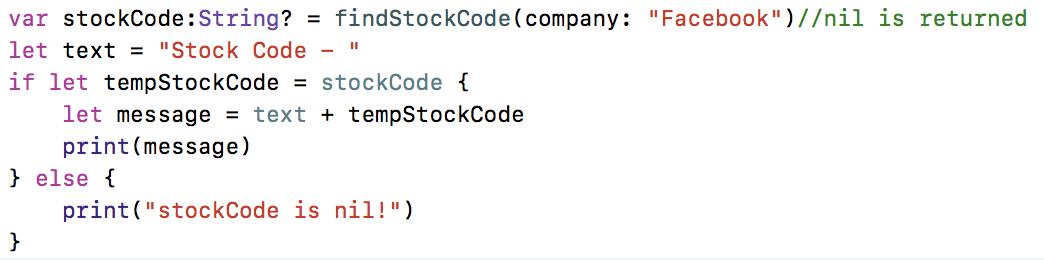 var stockCode:String? = findStockCode(company: "Facebook")//nil is returned
let text = "Stock Code - "
if let tempStockCode = stockCode {
    let message = text + tempStockCode
    print(message)
} else {
    print("stockCode is nil!")
}